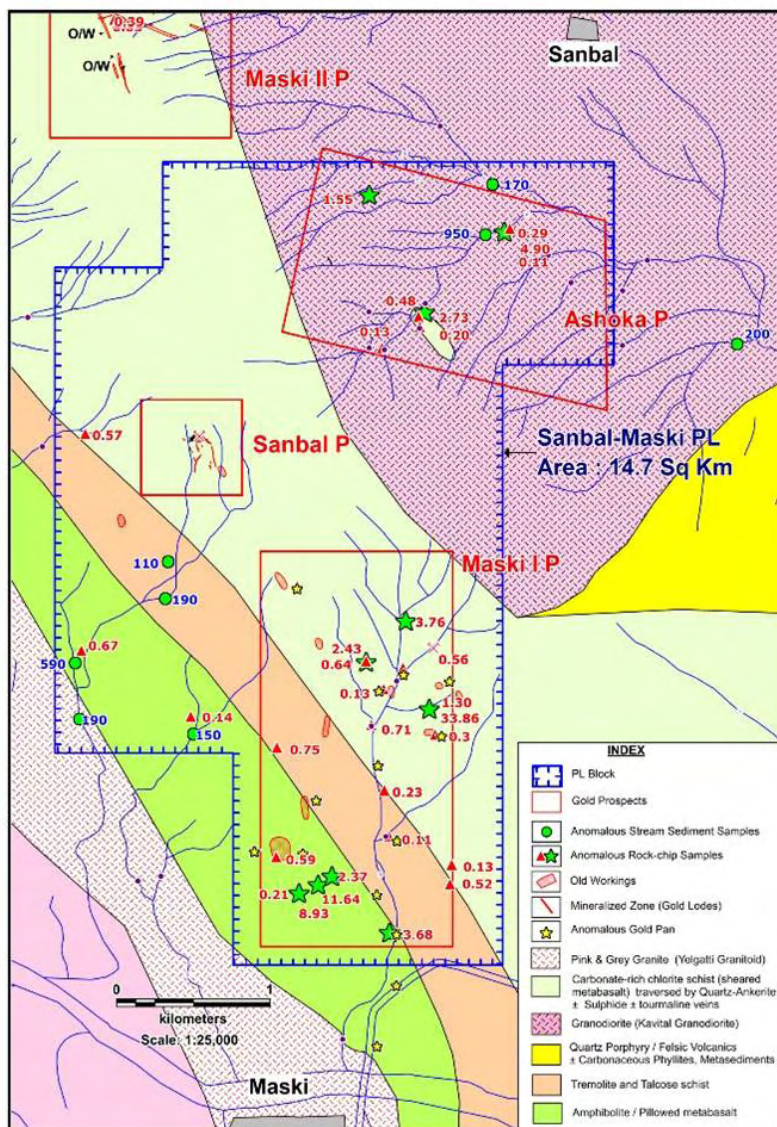 0.39
O/W
O/W
Sanbal
Maski II P
1.55
170
950
0.29
4.90
0.11
0.48
2.73
0.13
0.20
Ashoka P
200
0.57
Sanbal P
Sanbal-Maski PL
Area : 14.7 Sq Km
Maski I P
110
190
3.76
0.67
2.43
0.64
0.56
590
0.13
1.30
33.86
190
0.14
150
0.71
0.3
0.75
0.23
0.11
0.59
0.13
0.52
2.37
0.21
11.64
8.93
3.68
0
1
kilometers
Scale: 1:25,000
Maski
INDEX
PL Block
Gold Prospects
Anomalous Stream Sediment Samples
Anomalous Rock-chip Samples
Old Workings
Mineralized Zone (Gold Lodes)
Anomalous Gold Pan
Pink & Grey Granite (Yelgatti Granitoid)
Carbonate-rich chlorite schist (sheared
metabasalt) traversed by Quartz-Ankerite
± Sulphide ± tourmaline veins
Granodiorite (Kavital Granodiorite)
Quartz Porphyry / Felsic Volcanics
± Carbonaceous Phyllites, Metasediments
Tremolite and Talcose schist
Amphibolite / Pillowed metabasalt